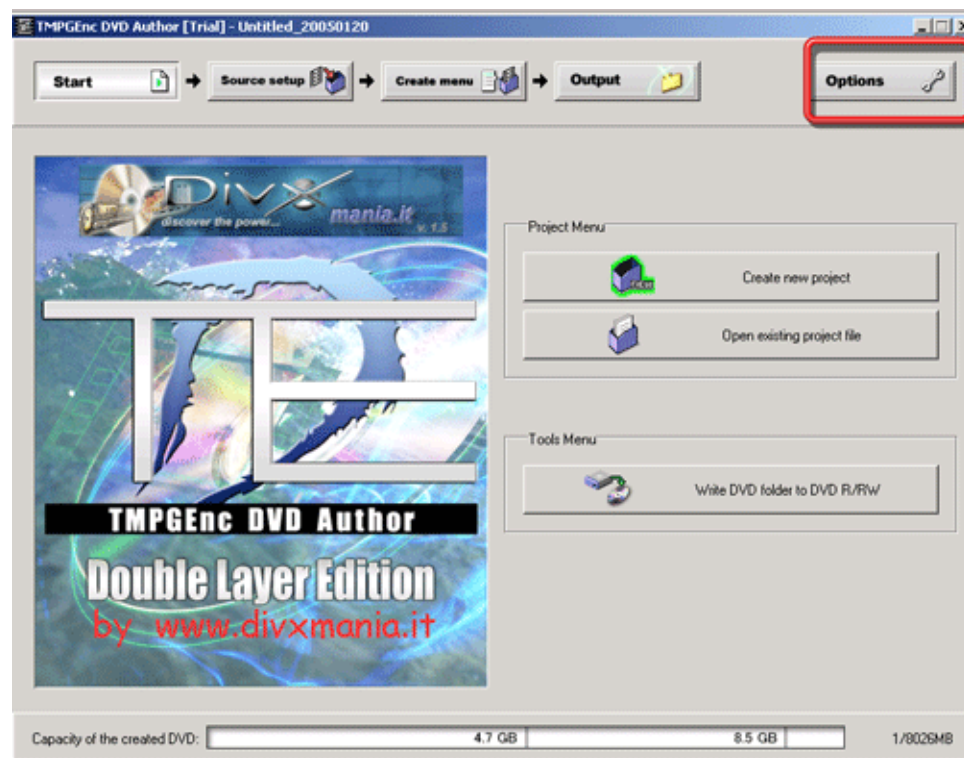 TMPGEnc DVD Author [Trial] - Untitled_20050120
Start
Source setup
Create menu
Output
Options
DivX
mania.it
discover the power...
v. 1.5
TE
TMPGEnc DVD Author
Double Layer Edition
by www.divxmania.it
Project Menu
Create new project
Open existing project file
Tools Menu
Write DVD folder to DVD R/RW
Capacity of the created DVD:
4.7 GB
8.5 GB
1/8026MB